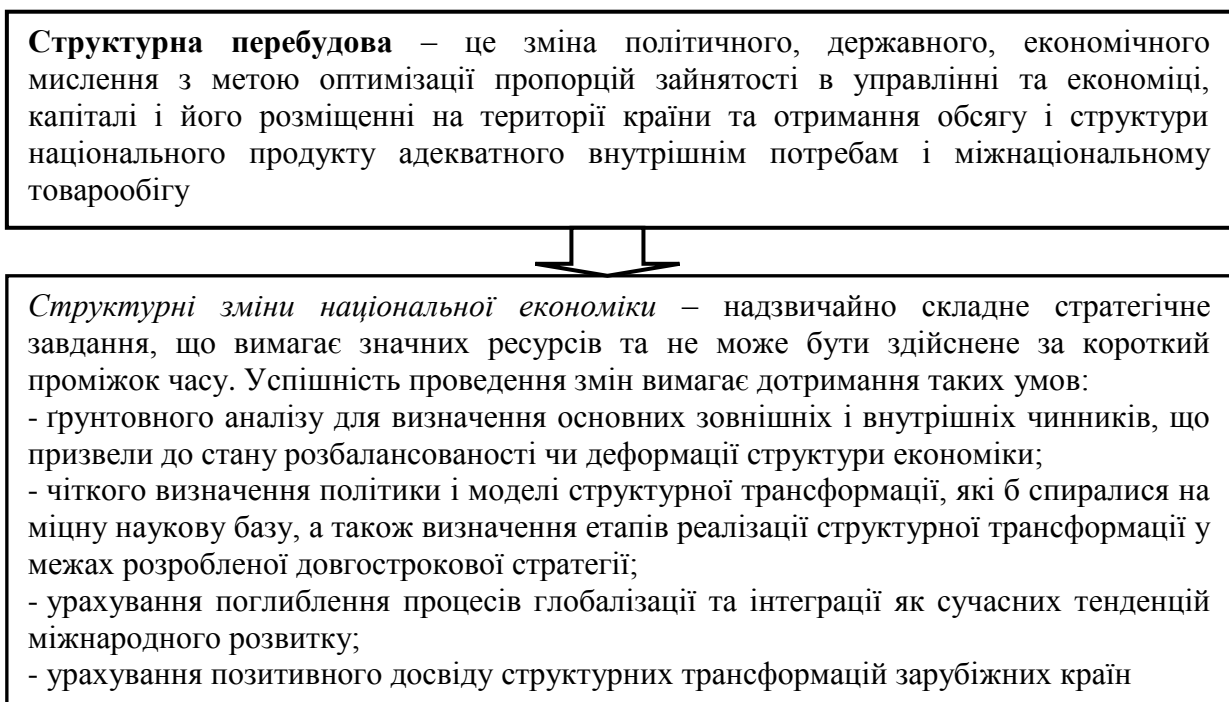 Структурна перебудова – це зміна політичного, державного, економічного
мислення з метою оптимізації пропорцій зайнятості в управлінні та економіці,
капіталі і його розміщенні на території країни та отримання обсягу і структури
національного продукту адекватного внутрішнім потребам і міжнаціональному
товарообігу
Структурні зміни національної економіки – надзвичайно складне стратегічне
завдання, що вимагає значних ресурсів та не може бути здійснене за короткий
проміжок часу. Успішність проведення змін вимагає дотримання таких умов:
- ґрунтовного аналізу для визначення основних зовнішніх і внутрішніх чинників, що
призвели до стану розбалансованості чи деформації структури економіки;
- чіткого визначення політики і моделі структурної трансформації, які б спиралися на
міцну наукову базу, а також визначення етапів реалізації структурної трансформації у
межах розробленої довгострокової стратегії;
- урахування поглиблення процесів глобалізації та інтеграції як сучасних тенденцій
міжнародного розвитку;
- урахування позитивного досвіду структурних трансформацій зарубіжних країн